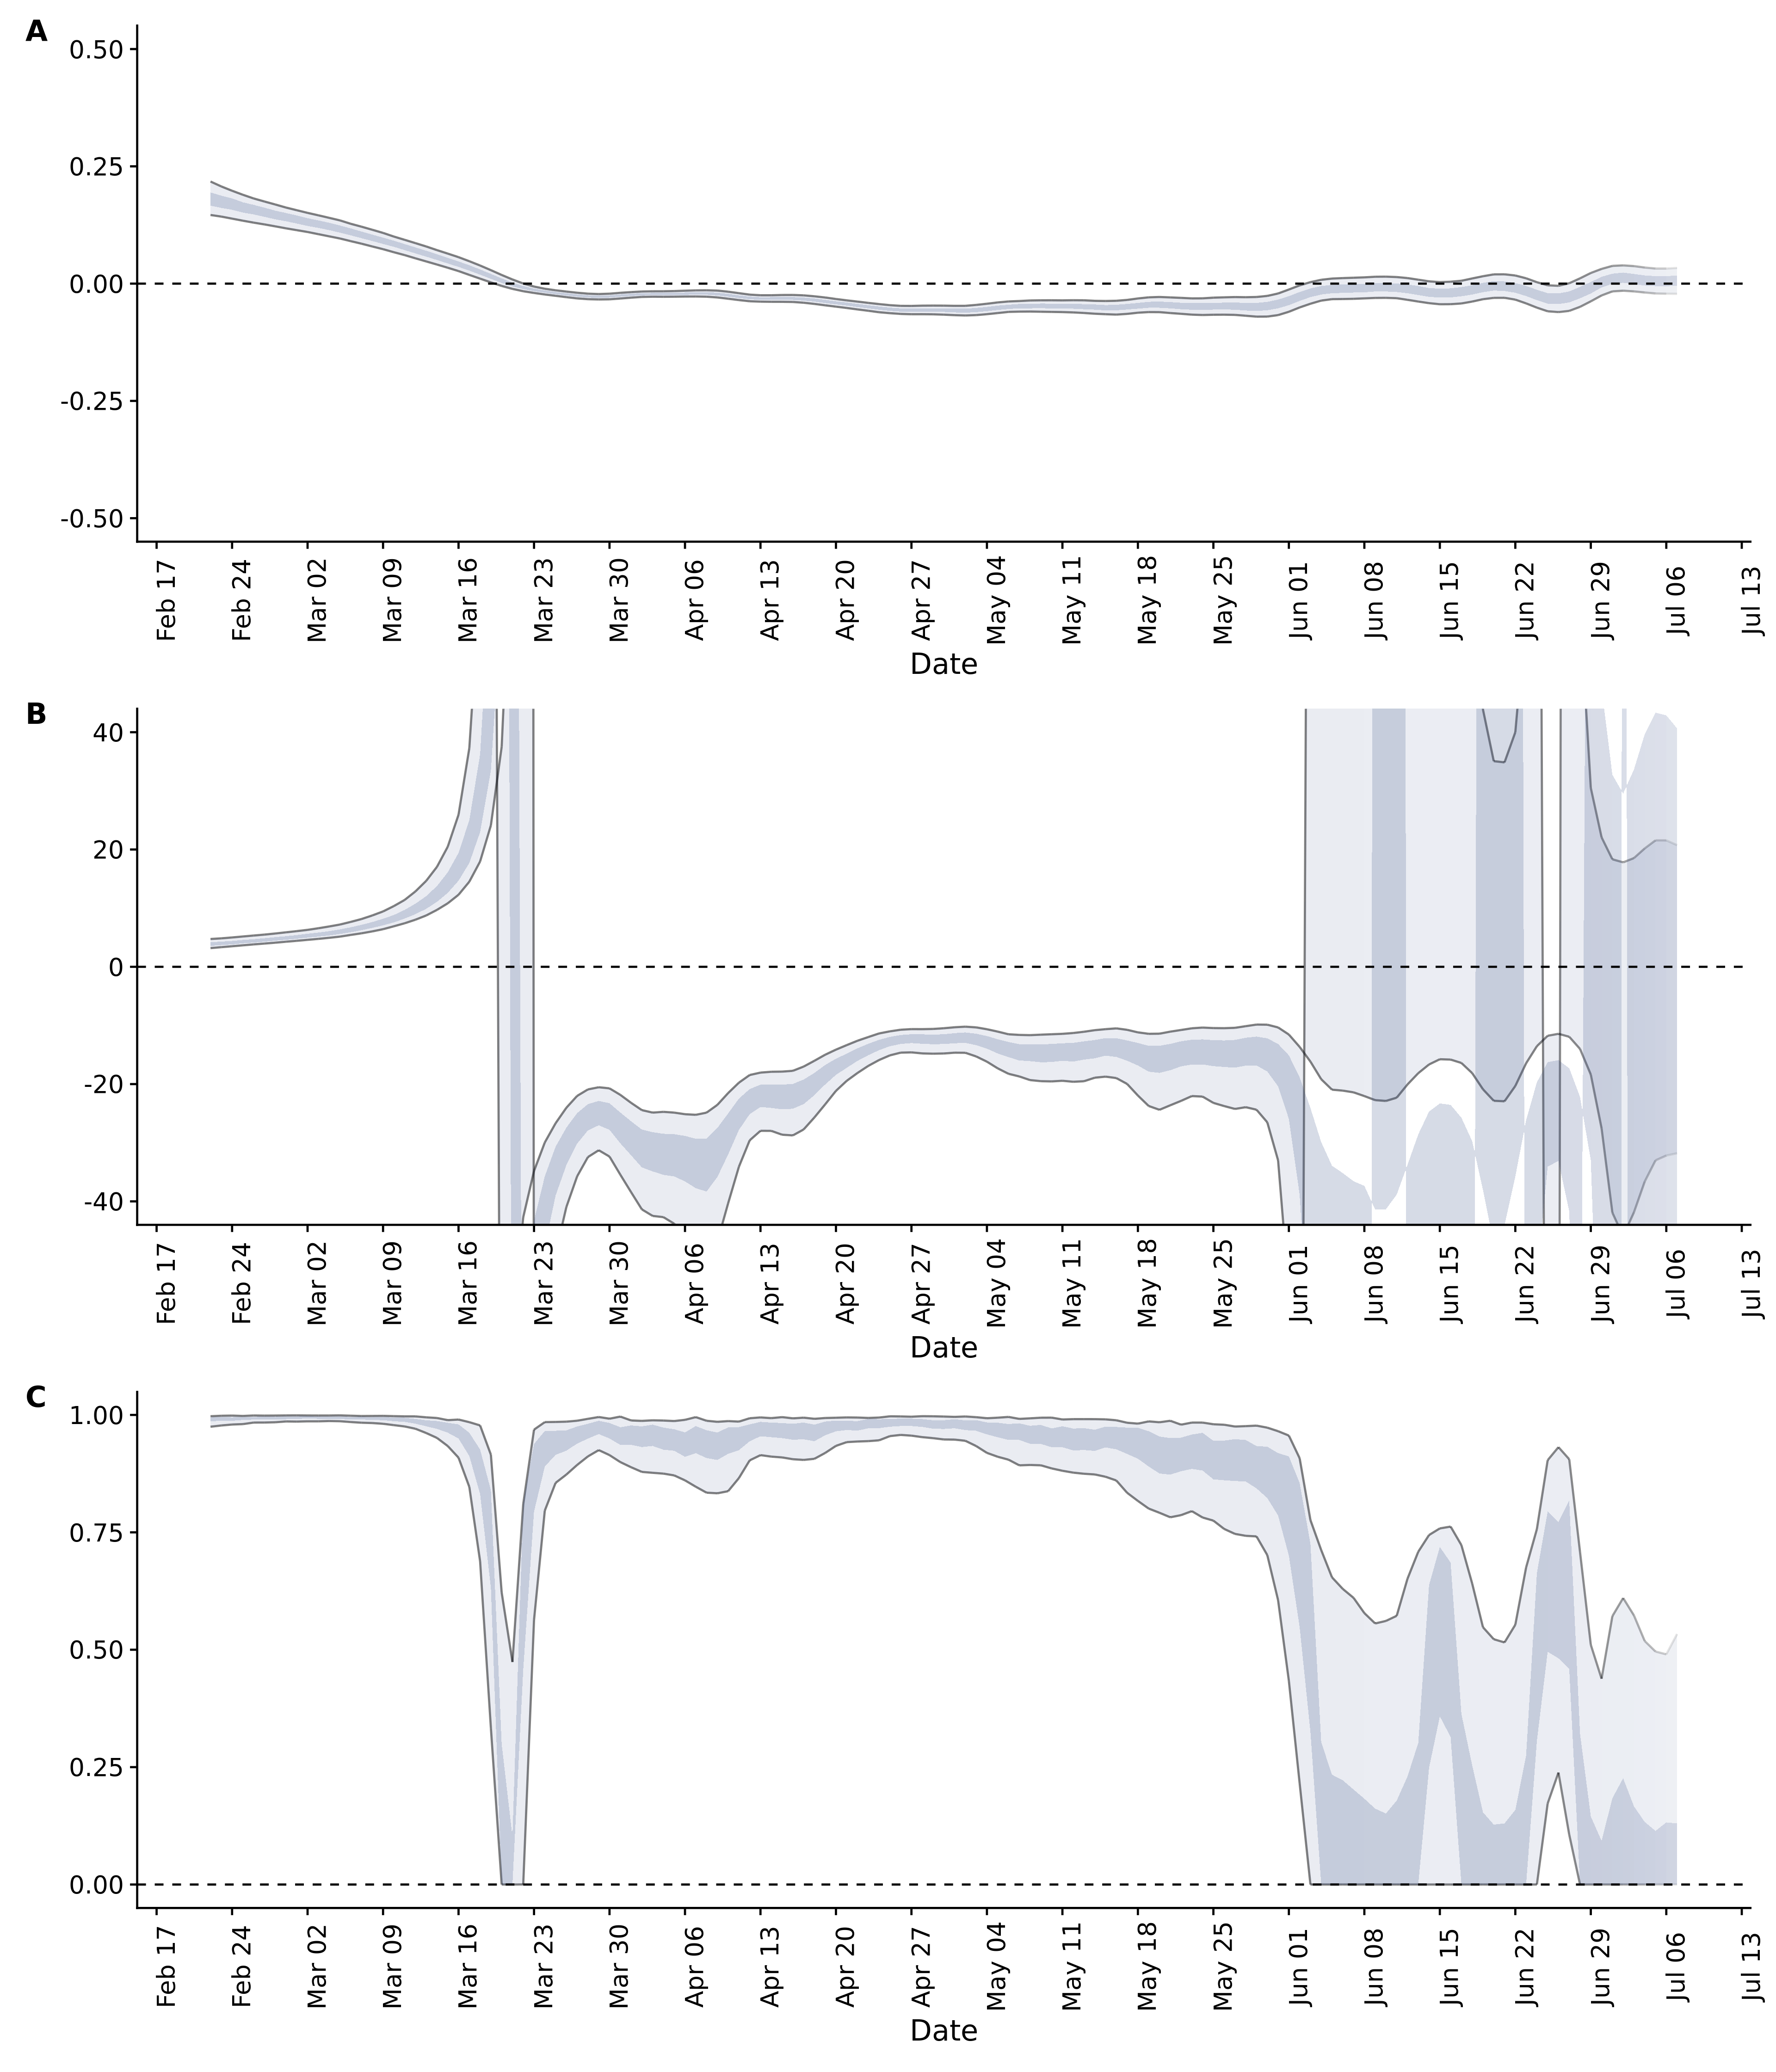 A
0.50
0.25
0.00
-0.25
-0.50
Feb 17
Feb 24
Mar 02
Mar 09
Mar 16
Mar 23
Mar 30
Apr 06
Apr 13
Apr 20
Apr 27
May 04
May 11
May 18
May 25
Jun 01
Jun 08
Jun 15
Jun 22
Jun 29
Jul 06
Jul 13
Date
B
40
20
0
-20
-40
Feb 17
Feb 24
Mar 02
Mar 09
Mar 16
Mar 23
Mar 30
Apr 06
Apr 13
Apr 20
Apr 27
May 04
May 11
May 18
May 25
Jun 01
Jun 08
Jun 15
Jun 22
Jun 29
Jul 06
Jul 13
Date
C
1.00
0.75
0.50
0.25
0.00
Feb 17
Feb 24
Mar 02
Mar 09
Mar 16
Mar 23
Mar 30
Apr 06
Apr 13
Apr 20
Apr 27
May 04
May 11
May 18
May 25
Jun 01
Jun 08
Jun 15
Jun 22
Jun 29
Jul 06
Jul 13
Date